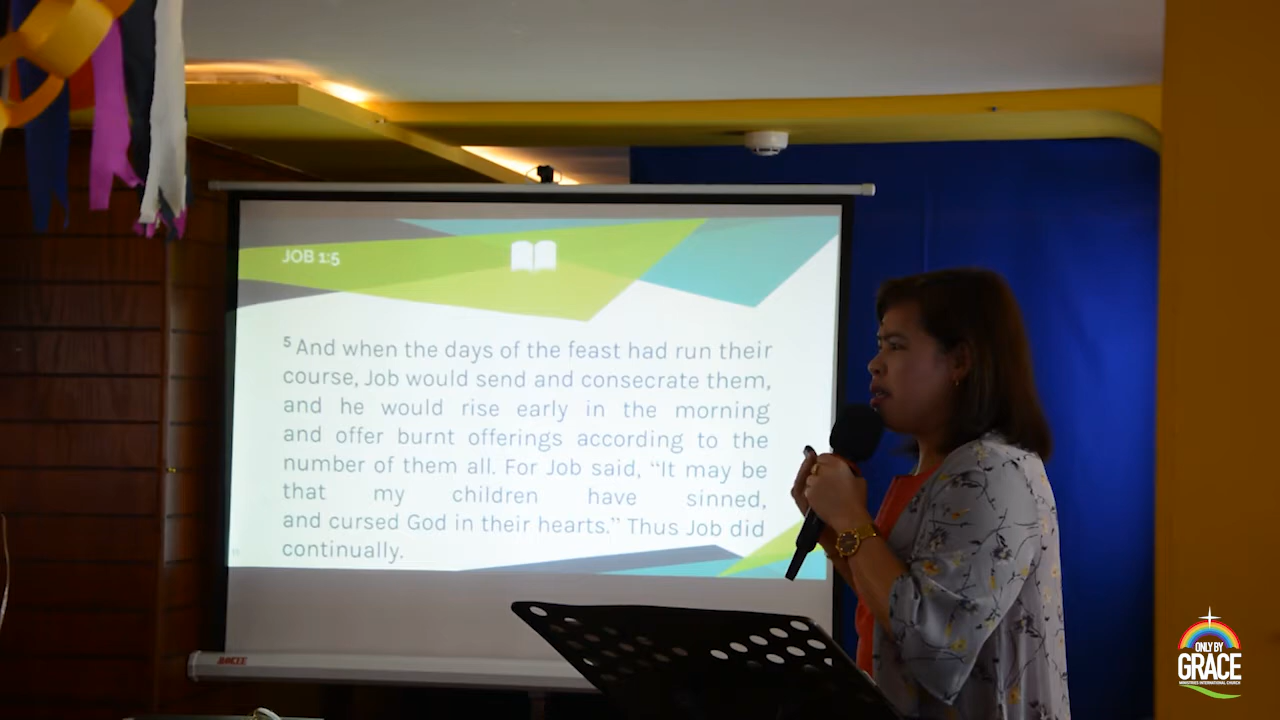 JOB 1:5
5 And when the days of the feast had run their
course, Job would send and consecrate them,
and he would rise early in the morning
and offer burnt offerings according to the
number of them all. For Job said, “It may be
that my children have sinned,
and cursed God in their hearts.” Thus Job did
continually.
ONLY BY
GRACE
MINISTRIES INTERNATIONAL CHURCH